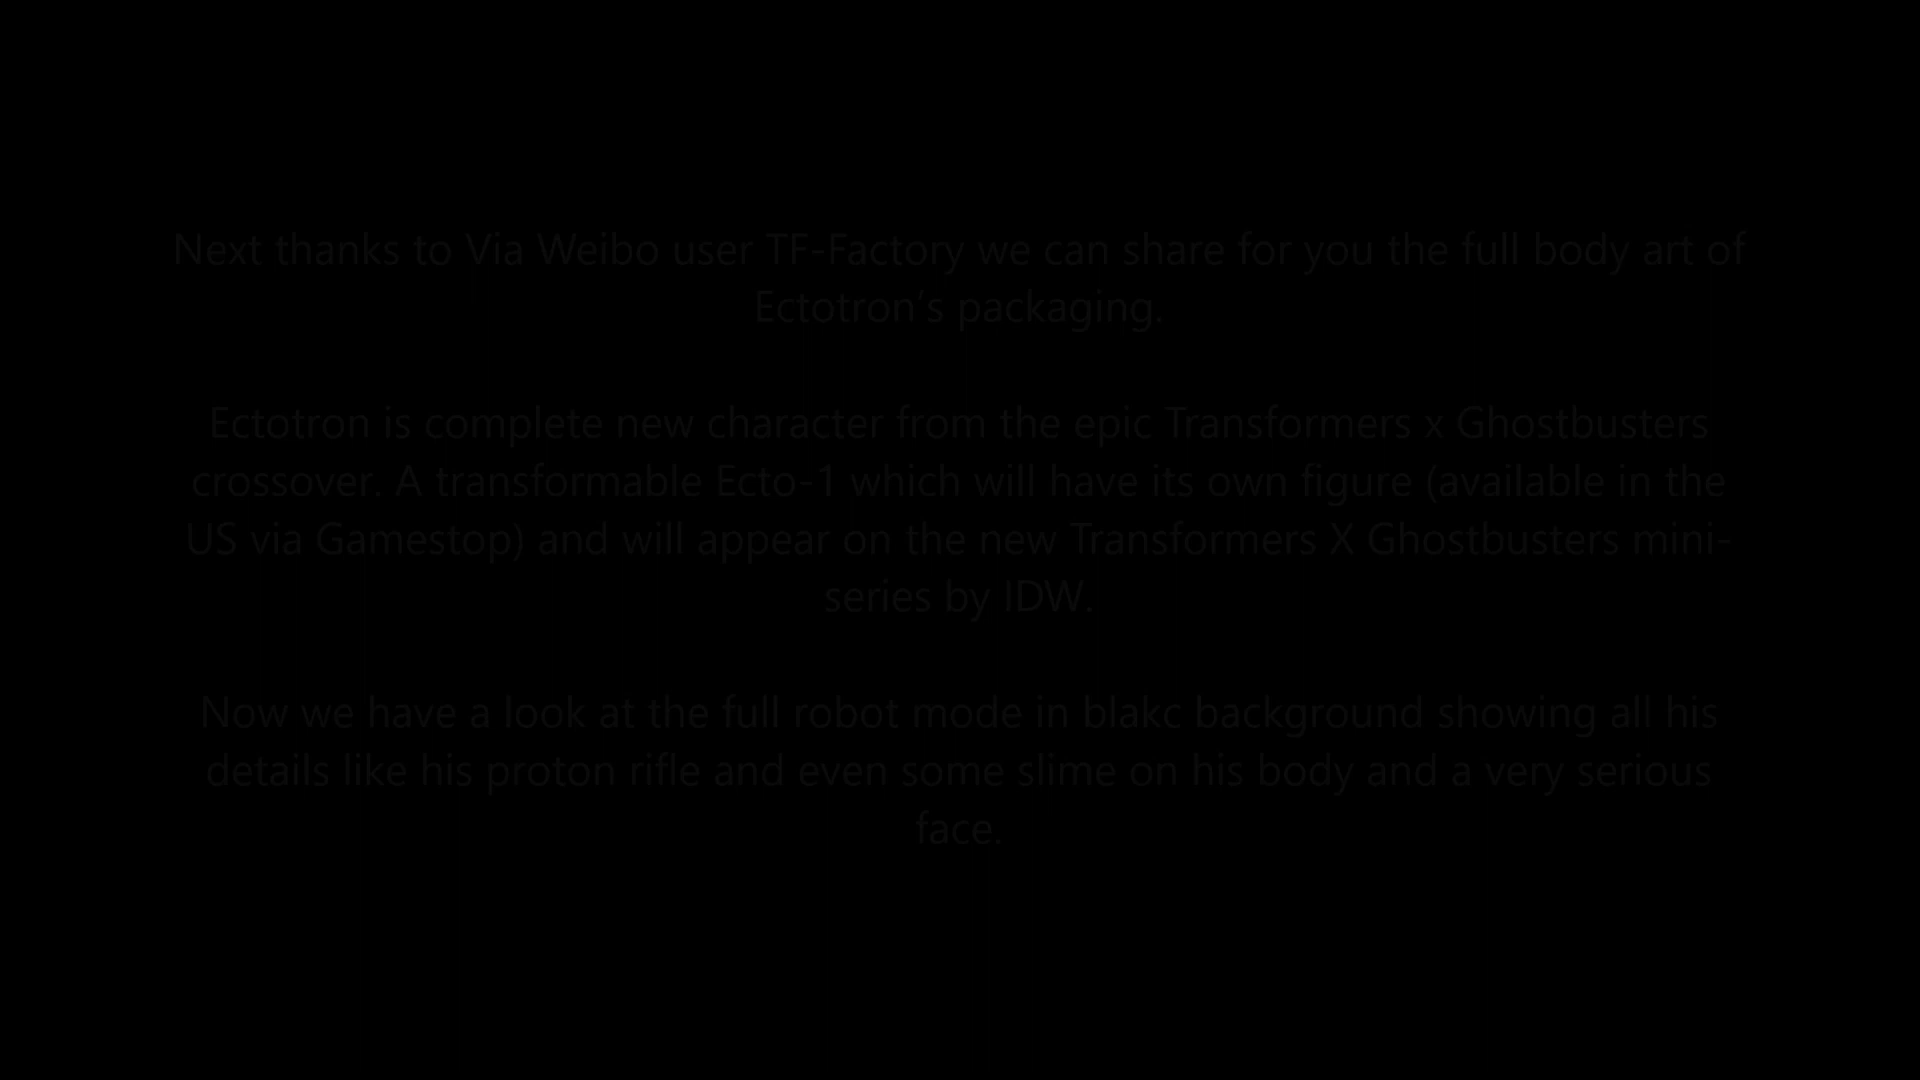 Next thanks to Via Weibo user TF-Factory we can share for you the full body art of
Ectotron's packaging.
Ectotron is complete new character from the epic Transformers x Ghostbusters
crossover. A transformable Ecto-1 which will have its own figure (available in the
US via Gamestop) and will appear on the new Transformers X Ghostbusters mini-
series by IDW.
Now we have a look at the full robot mode in blakc background showing all his
details like his proton rifle and even some slime on his body and a very serious
face.